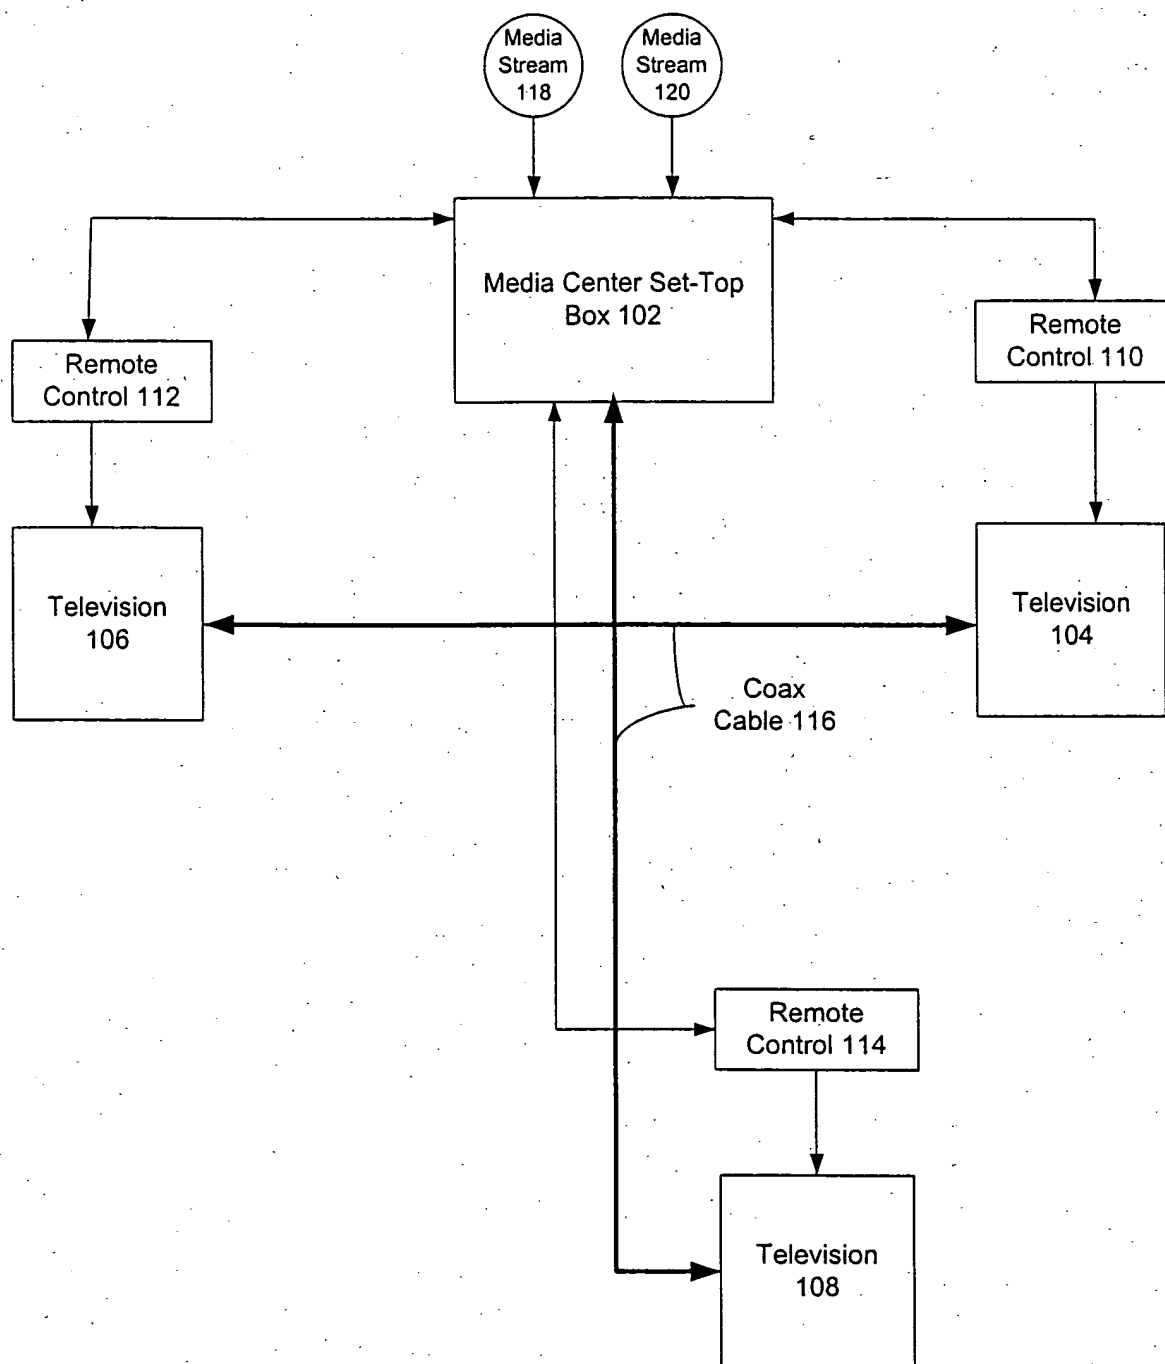 Media
Stream
118
Media
Stream
120
Media Center Set-Top
Box 102
Remote
Control 110
Remote
Control 112
Television
106
Television
104
Coax
Cable 116
Remote
Control 114
Television
108